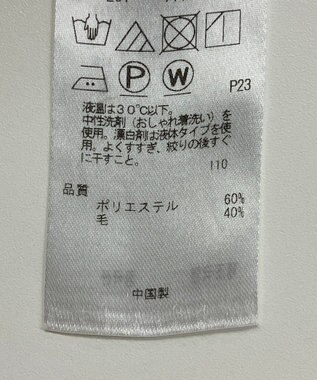 P
W
P23
液温は30℃以下。
中性洗剤(おしゃれ着洗い)を
使用。漂白剤は液体タイプを使
用。よくすすぎ、絞りの後すぐ
に干すこと。
110
品質
ポリエステル 60%
毛 40%
中国製